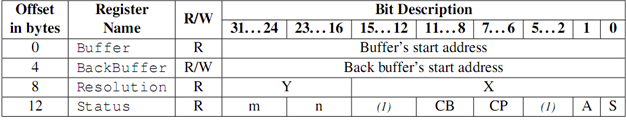 Offset in bytes Register Name R/W Bit Description
31...24 23...16 15...12 11...8 7...6 5...2 1 0
0 Buffer R Buffer's start address
4 BackBuffer R/W Back buffer's start address
8 Resolution R Y X
12 Status R m n (1) CB CP (1) A S